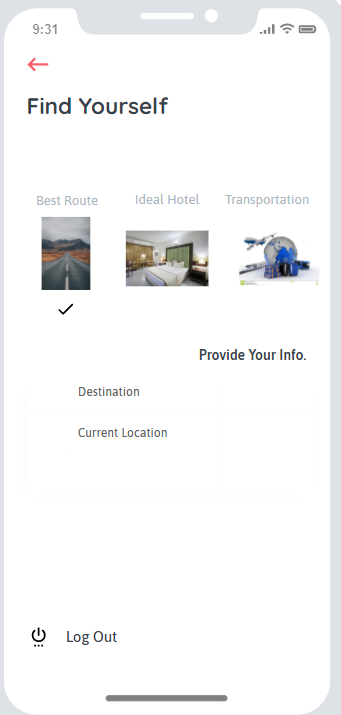 9:31
Find Yourself
Best Route
Ideal Hotel
Transportation
Provide Your Info.
Destination
Current Location
Log Out